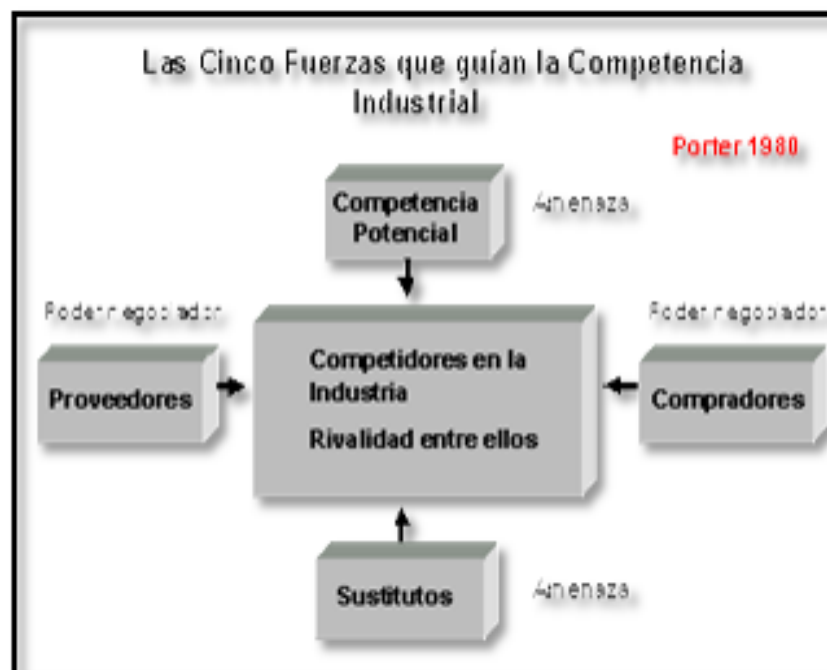 Las Cinco Fuerzas que guían la Competencia
Industrial
Porter 1980
Competencia
Potencial
Amenaza
Poder negociador
Poder negociador
Proveedores
Competidores en la
Industria
Rivalidad entre ellos
Compradores
Sustitutos
Amenaza